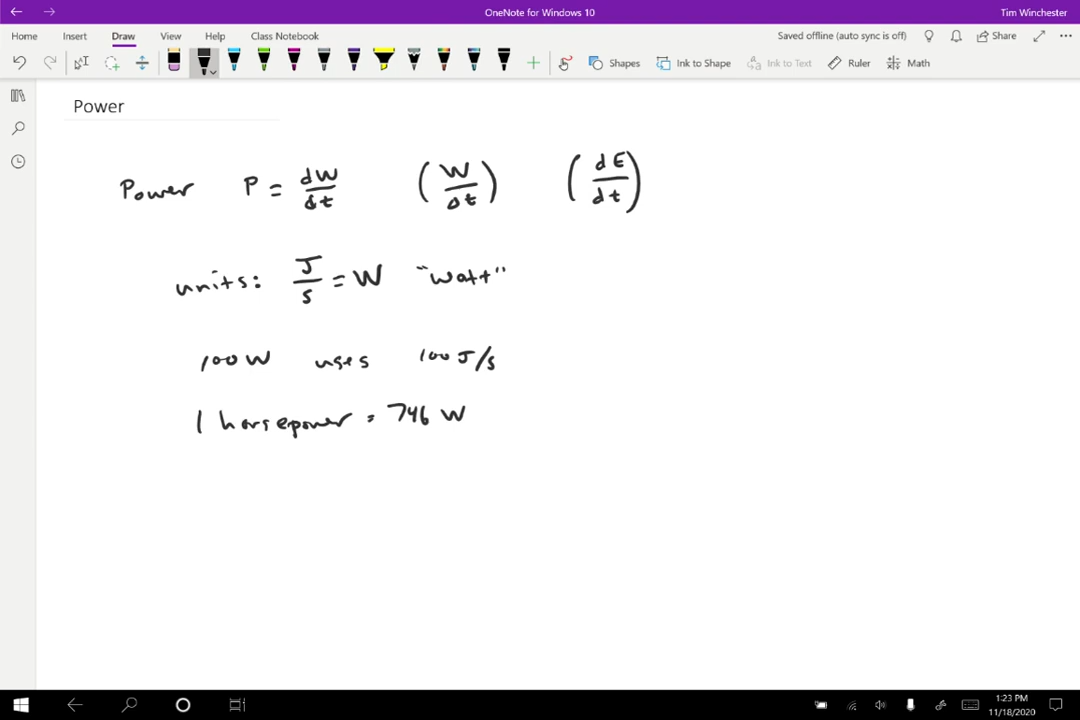 OneNote for Windows 10
Tim Winchester
Home Insert Draw View Help Class Notebook
Saved offline (auto sync is off) Share
Shapes Ink to Shape Ink to Text Ruler Math
Power
Power P = dW/dt (W/Δt) (dE/dt)
units: J/s = W "watt"
100 W uses 100 J/s
1 horsepower = 746 W
1:23 PM
11/18/2020